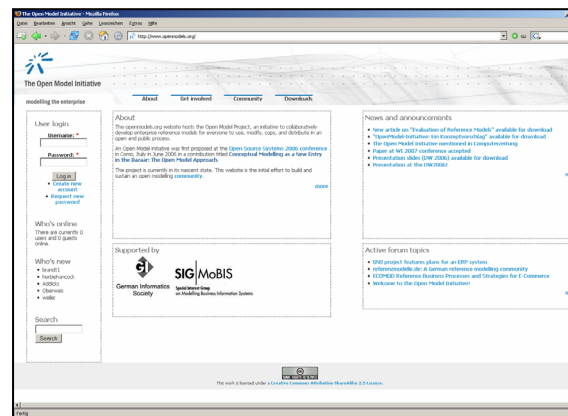 The Open Model Initiative - Mozilla Firefox
Datei Bearbeiten Ansicht Gehe Lesezeichen Extras Hilfe
http://www.openmodels.org/
The Open Model Initiative
modelling the enterprise
About Get involved Community Downloads
User login
Username: *
Password: *
Log in
Create new
account
Request new
password
Who's online
There are currently 0
users and 0 guests
online.
Who's new
brandt1
herbiehancock
Addicks
Oberweis
weller
Search
Search
About
The openmodels.org website hosts the Open Model Project, an initiative to collaboratively
develop enterprise reference models for everyone to use, modify, copy, and distribute in an
open and public process.
An Open Model Initiative was first proposed at the Open Source Systems 2006 conference
in Como, Italy in June 2006 in a contribution titled Conceptual Modelling as a New Entry
in the Bazaar: The Open Model Approach.
The project is currently in its nascent state. This website is the initial effort to build and
sustain an open modelling community.
more
News and announcements
New article on "Evaluation of Reference Models" available for download
"OpenModel-Initiative: Ein Konzeptvorschlag" available for download
The Open Model Initiative mentioned in Computerzeitung
Paper at WI 2007 conference accepted
Presentation slides (DW 2006) available for download
Presentation at the DW2006!
Supported by
GI
German Informatics
Society
SIG MoBIS
Special Interest Group
on Modelling Business Information Systems
Active forum topics
GNU project features plans for an ERP system
referenzmodelle.de: A German reference modelling community
ECOMOD Reference Business Processes and Strategies for E-Commerce
Welcome to the Open Model Initiative!
This work is licensed under a Creative Commons Attribution-ShareAlike 2.5 License.
Fertig